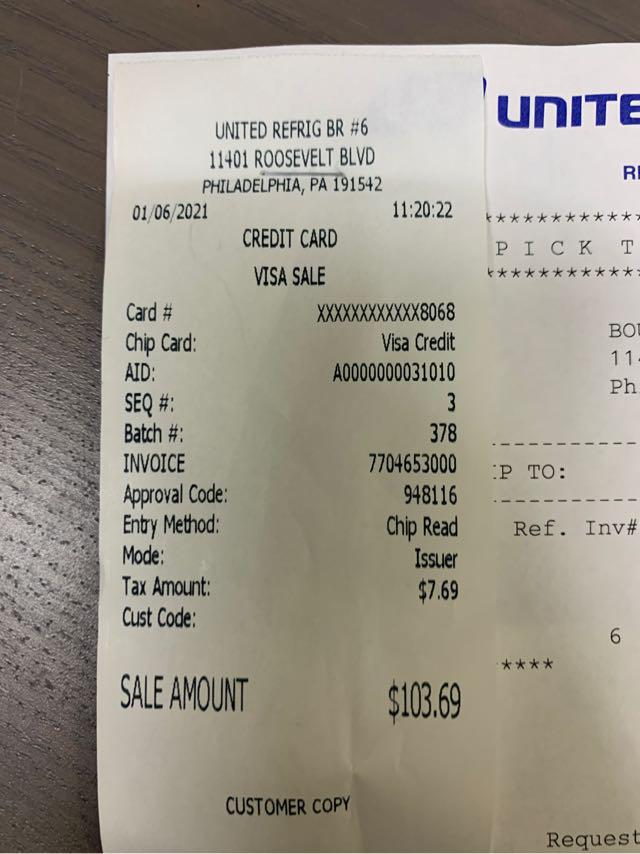 UNITED REFRIG BR #6
11401 ROOSEVELT BLVD
PHILADELPHIA, PA 191542
01/06/2021 11:20:22
CREDIT CARD
VISA SALE
Card # XXXXXXXXXXXX8068
Chip Card: Visa Credit
AID: A0000000031010
SEQ #: 3
Batch #: 378
INVOICE 7704653000
Approval Code: 948116
Entry Method: Chip Read
Mode: Issuer
Tax Amount: $7.69
Cust Code:
SALE AMOUNT $103.69
CUSTOMER COPY
UNITE
************
P I C K T
************
BO
11
Ph
P TO:
Ref. Inv#
6
****
Request